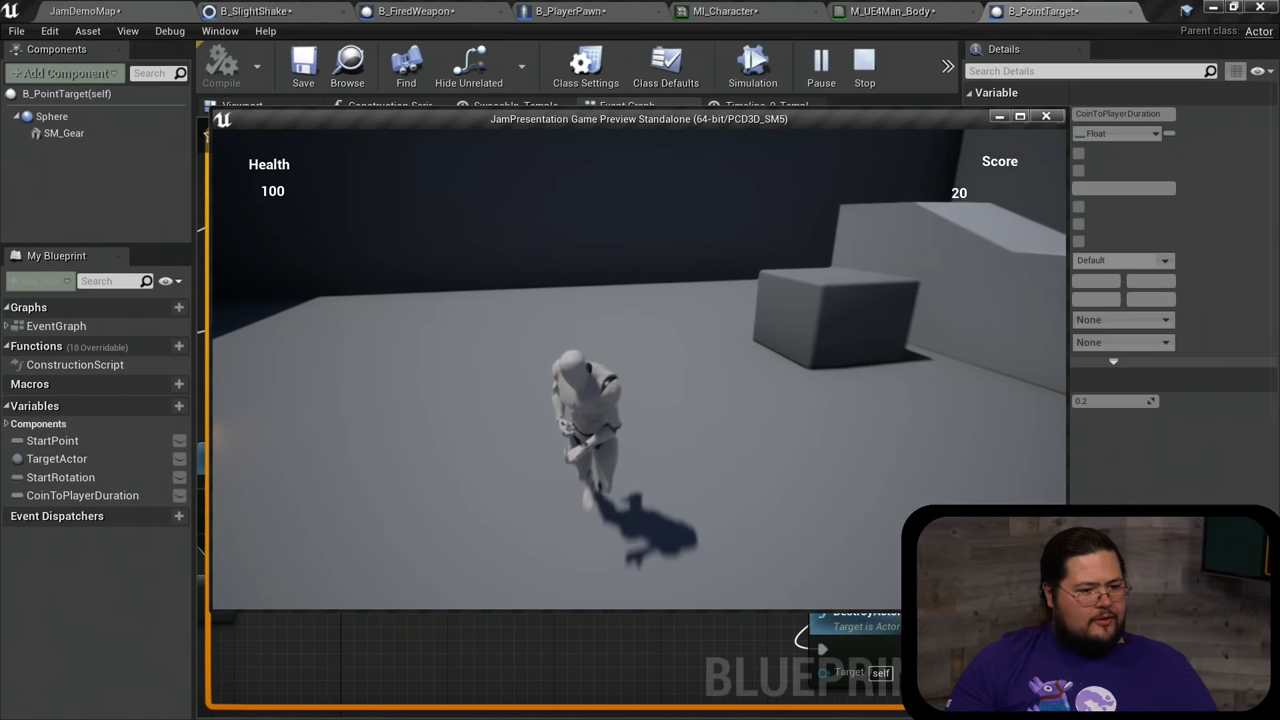 JamDemoMap*
B_SlightShake*
B_FiredWeapon*
B_PlayerPawn*
MI_Character*
M_UE4Man_Body*
B_PointTarget*
File Edit Asset View Debug Window Help
Parent class: Actor
Components
+ Add Component
Search
B_PointTarget(self)
Sphere
SM_Gear
Compile
Save
Browse
Find
Hide Unrelated
Class Settings
Class Defaults
Simulation
Pause
Stop
Details
Search Details
Variable
CoinToPlayerDuration
Float
Default
None
None
0.2
JamPresentation Game Preview Standalone (64-bit/PCD3D_SM5)
Health
100
Score
20
My Blueprint
Search
Graphs
EventGraph
Functions (18 Overridable)
ConstructionScript
Macros
Variables
Components
StartPoint
TargetActor
StartRotation
CoinToPlayerDuration
Event Dispatchers
DestroyActor
Target is Actor
Target self